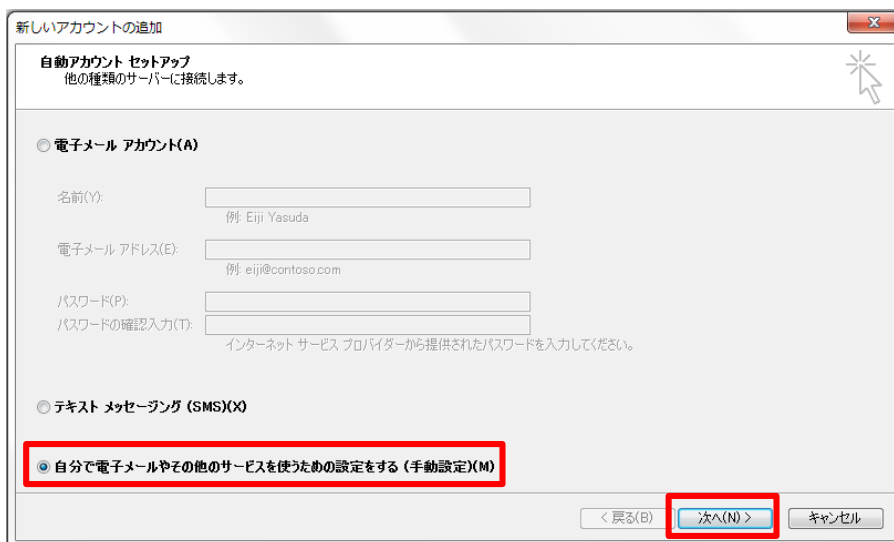 新しいアカウントの追加
自動アカウント セットアップ
他の種類のサーバーに接続します。
電子メール アカウント(A)
名前(Y):
例: Eiji Yasuda
電子メール アドレス(E):
例: eiji@contoso.com
パスワード(P):
パスワードの確認入力(T):
インターネット サービス プロバイダーから提供されたパスワードを入力してください。
テキスト メッセージング (SMS)(X)
自分で電子メールやその他のサービスを使うための設定をする (手動設定)(M)
< 戻る(B) 次へ(N) > キャンセル